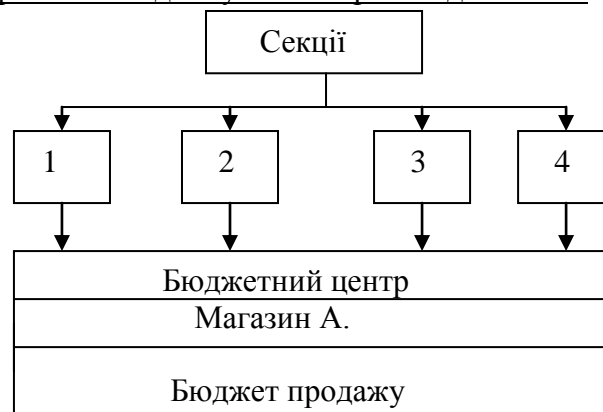 Секції
1 2 3 4
Бюджетний центр
Магазин А.
Бюджет продажу